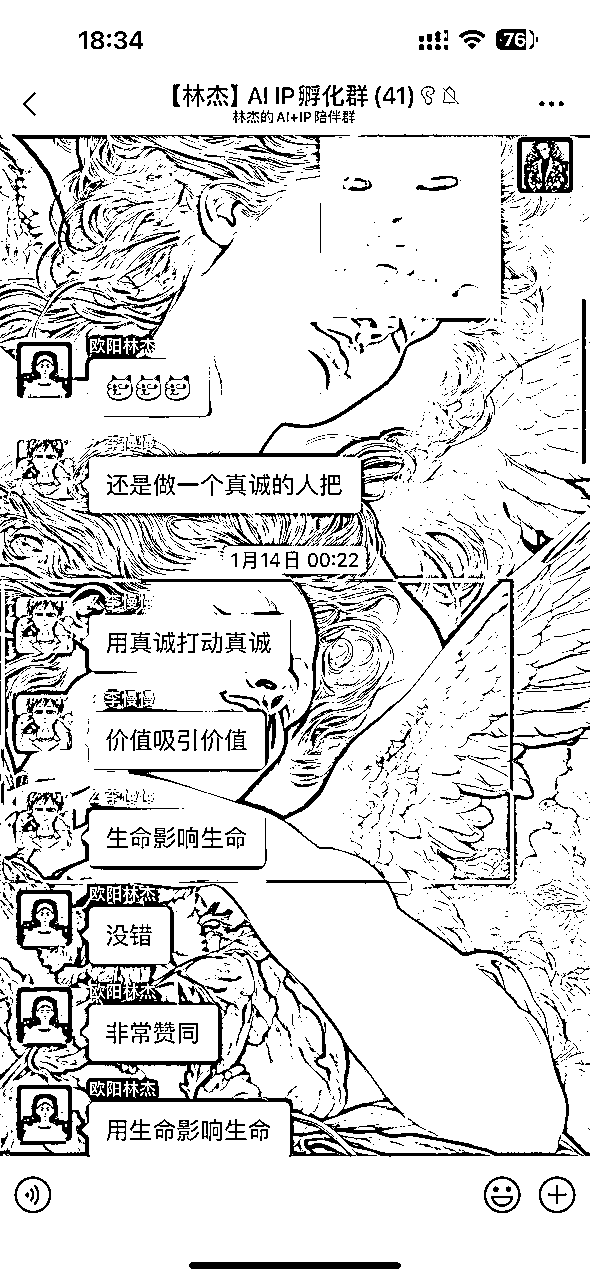 18:34
76
【林杰】AI IP孵化群 (41)
林杰的AI+IP陪伴群
欧阳林杰
还是做一个真诚的人把
1月14日 00:22
用真诚打动真诚
李慢慢
价值吸引价值
生命影响生命
欧阳林杰
没错
欧阳林杰
非常赞同
欧阳林杰
用生命影响生命